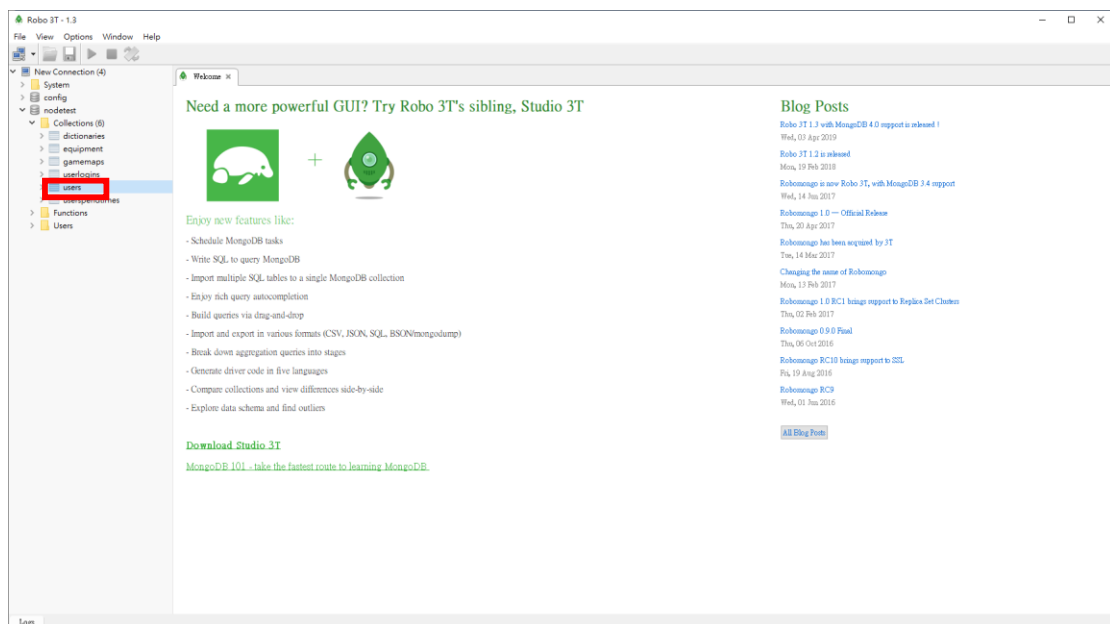 Robo 3T - 1.3
File View Options Window Help
New Connection (4)
System
config
nodetest
Collections (6)
dictionaries
equipment
gamemaps
userlogins
users
Functions
Users
Welcome
Need a more powerful GUI? Try Robo 3T's sibling, Studio 3T
Enjoy new features like:
- Schedule MongoDB tasks
- Write SQL to query MongoDB
- Import multiple SQL tables to a single MongoDB collection
- Enjoy rich query autocompletion
- Build queries via drag-and-drop
- Import and export in various formats (CSV, JSON, SQL, BSON/mongodump)
- Break down aggregation queries into stages
- Generate driver code in five languages
- Compare collections and view differences side-by-side
- Explore data schema and find outliers
Download Studio 3T
MongoDB 101 - take the fastest route to learning MongoDB.
Blog Posts
Robo 3T 1.3 with MongoDB 4.0 support is released !
Wed, 03 Apr 2019
Robo 3T 1.2 is released
Mon, 19 Feb 2018
Robomongo is now Robo 3T, with MongoDB 3.4 support
Wed, 14 Jun 2017
Robomongo 1.0 — Official Release
Thu, 20 Apr 2017
Robomongo has been acquired by 3T
Tue, 14 Mar 2017
Changing the name of Robomongo
Mon, 13 Feb 2017
Robomongo 1.0 RC1 brings support to Replica Set Clusters
Thu, 02 Feb 2017
Robomongo 0.9.0 Final
Thu, 06 Oct 2016
Robomongo RC10 brings support to SSL
Fri, 19 Aug 2016
Robomongo RC9
Wed, 01 Jun 2016
All Blog Posts
Logs